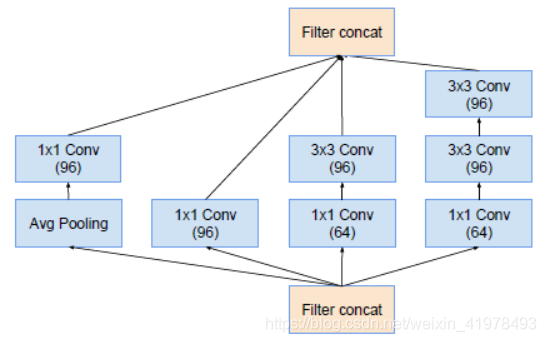 Filter concat
3x3 Conv
(96)
1x1 Conv
(96)
3x3 Conv
(96)
3x3 Conv
(96)
Avg Pooling
1x1 Conv
(96)
1x1 Conv
(64)
1x1 Conv
(64)
Filter concat
https://blog.csdn.net/weixin_41978493